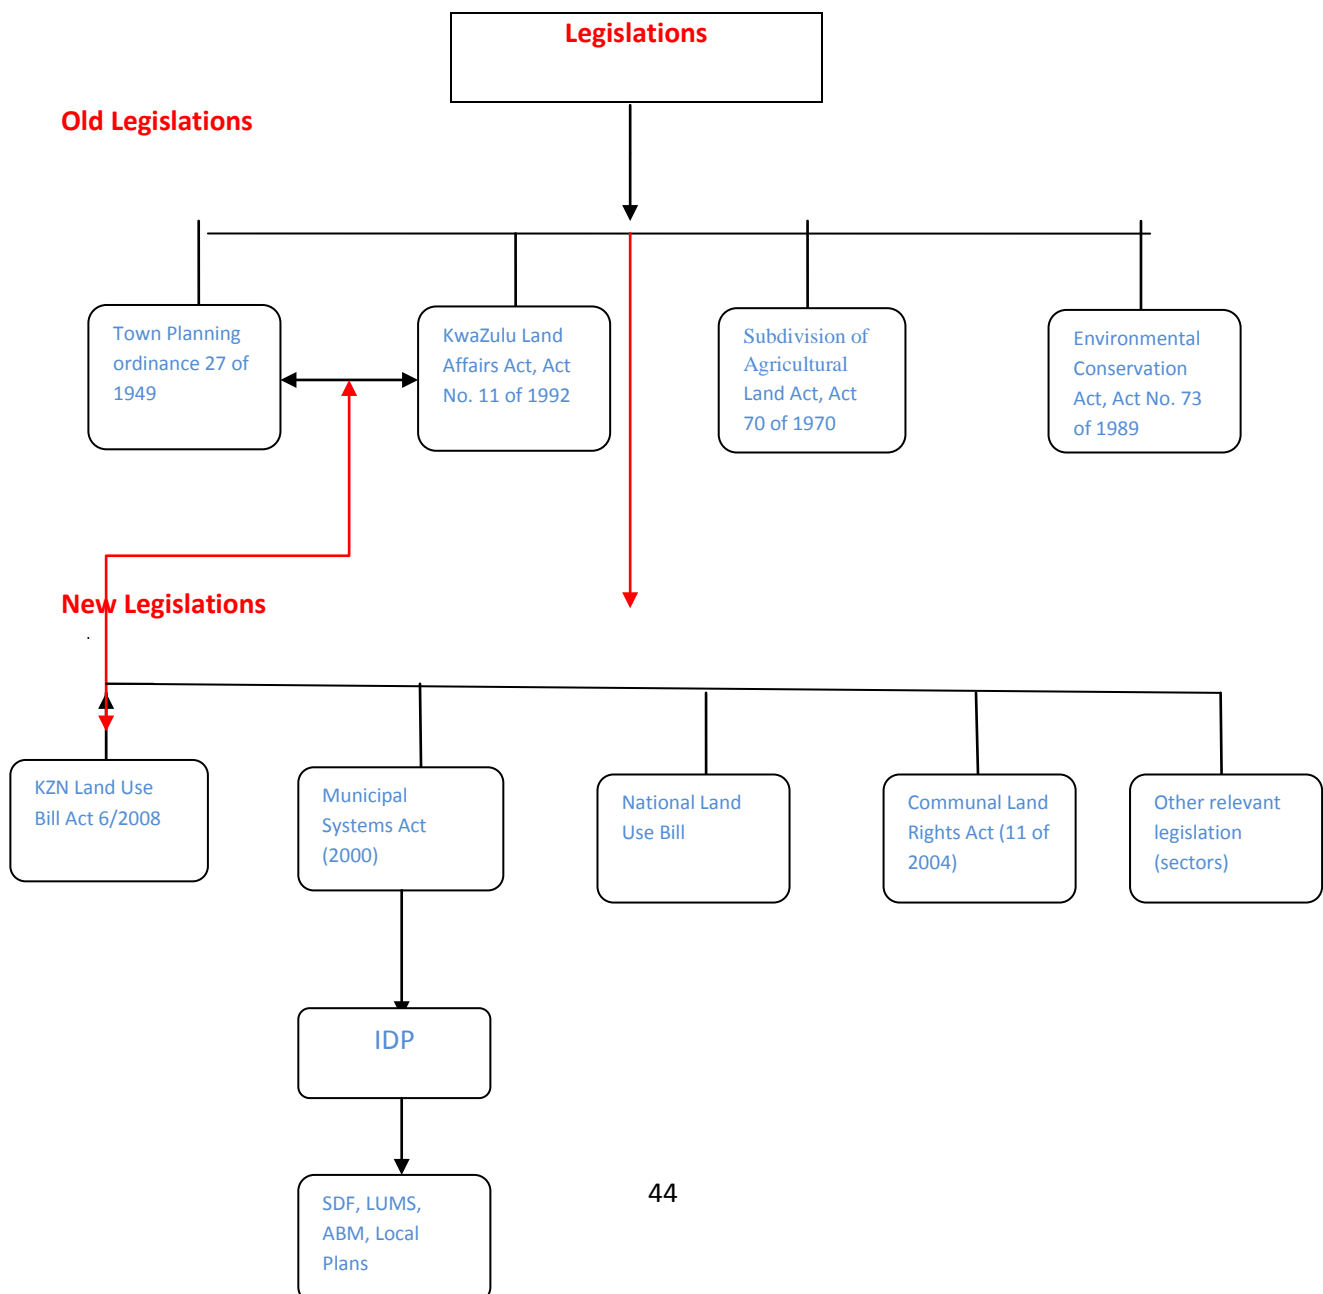 Legislations
Old Legislations
Town Planning
ordinance 27 of
1949
KwaZulu Land
Affairs Act, Act
No. 11 of 1992
Subdivision of
Agricultural
Land Act, Act
70 of 1970
Environmental
Conservation
Act, Act No. 73
of 1989
New Legislations
.
KZN Land Use
Bill Act 6/2008
Municipal
Systems Act
(2000)
National Land
Use Bill
Communal Land
Rights Act (11 of
2004)
Other relevant
legislation
(sectors)
IDP
SDF, LUMS,
ABM, Local
Plans
44